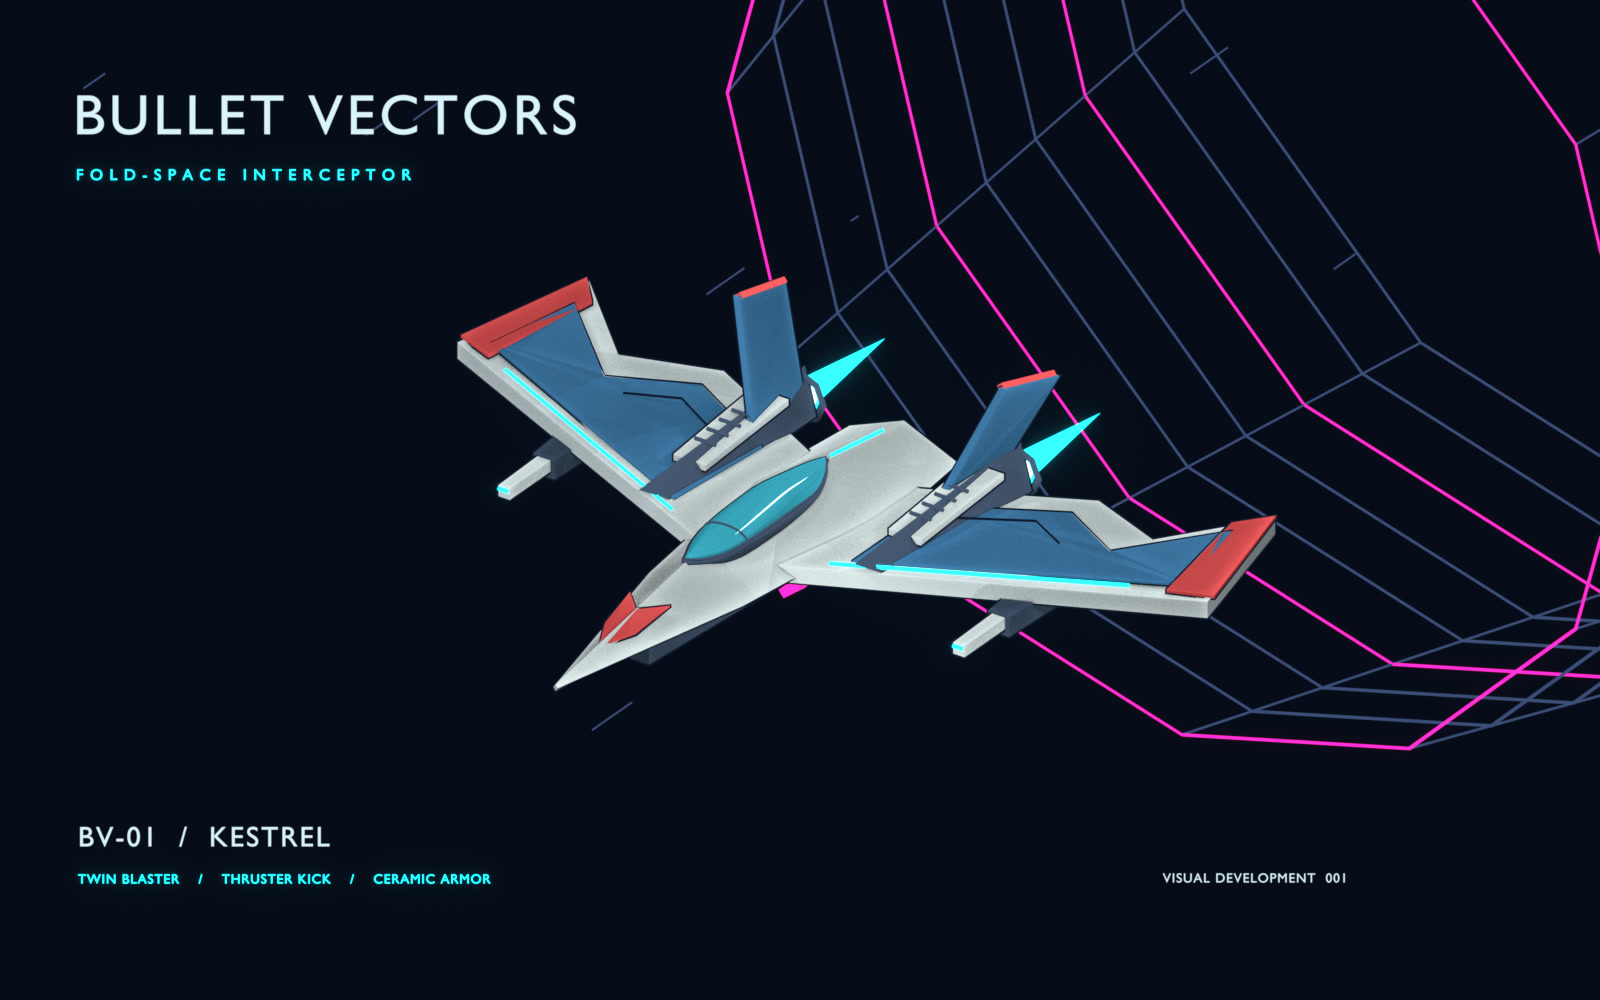 BULLET VECTORS
FOLD-SPACE INTERCEPTOR
BV-01 / KESTREL
TWIN BLASTER / THRUSTER KICK / CERAMIC ARMOR
VISUAL DEVELOPMENT 001